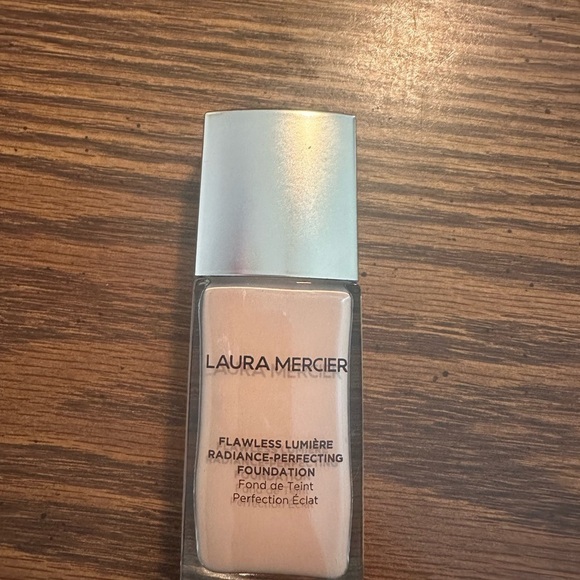 LAURA MERCIER
FLAWLESS LUMIÈRE
RADIANCE-PERFECTING
FOUNDATION
Fond de Teint
Perfection Éclat